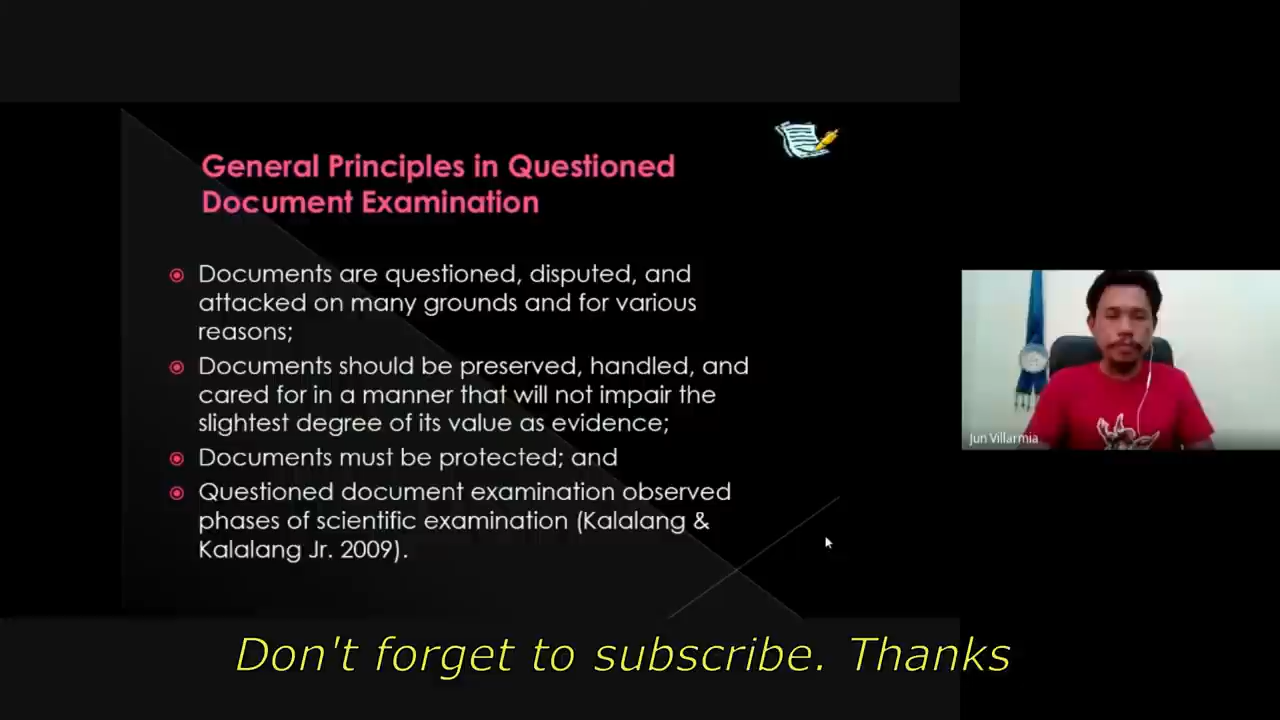 General Principles in Questioned
Document Examination
Documents are questioned, disputed, and
attacked on many grounds and for various
reasons;
Documents should be preserved, handled, and
cared for in a manner that will not impair the
slightest degree of its value as evidence;
Documents must be protected; and
Questioned document examination observed
phases of scientific examination (Kalalang &
Kalalang Jr. 2009).
Jun Villarmia
Don't forget to subscribe. Thanks